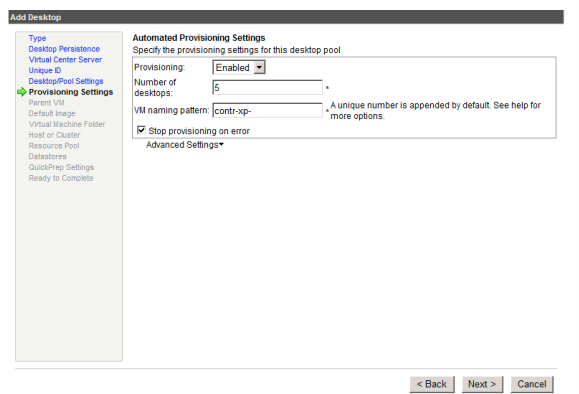 Add Desktop
Type
Desktop Persistence
Virtual Center Server
Unique ID
Desktop/Pool Settings
Provisioning Settings
Parent VM
Default Image
Virtual Machine Folder
Host or Cluster
Resource Pool
Datastores
QuickPrep Settings
Ready to Complete
Automated Provisioning Settings
Specify the provisioning settings for this desktop pool
Provisioning: Enabled
Number of
desktops: 5 *
VM naming pattern: contr-xp- * A unique number is appended by default. See help for
more options.
Stop provisioning on error
Advanced Settings
< Back Next > Cancel